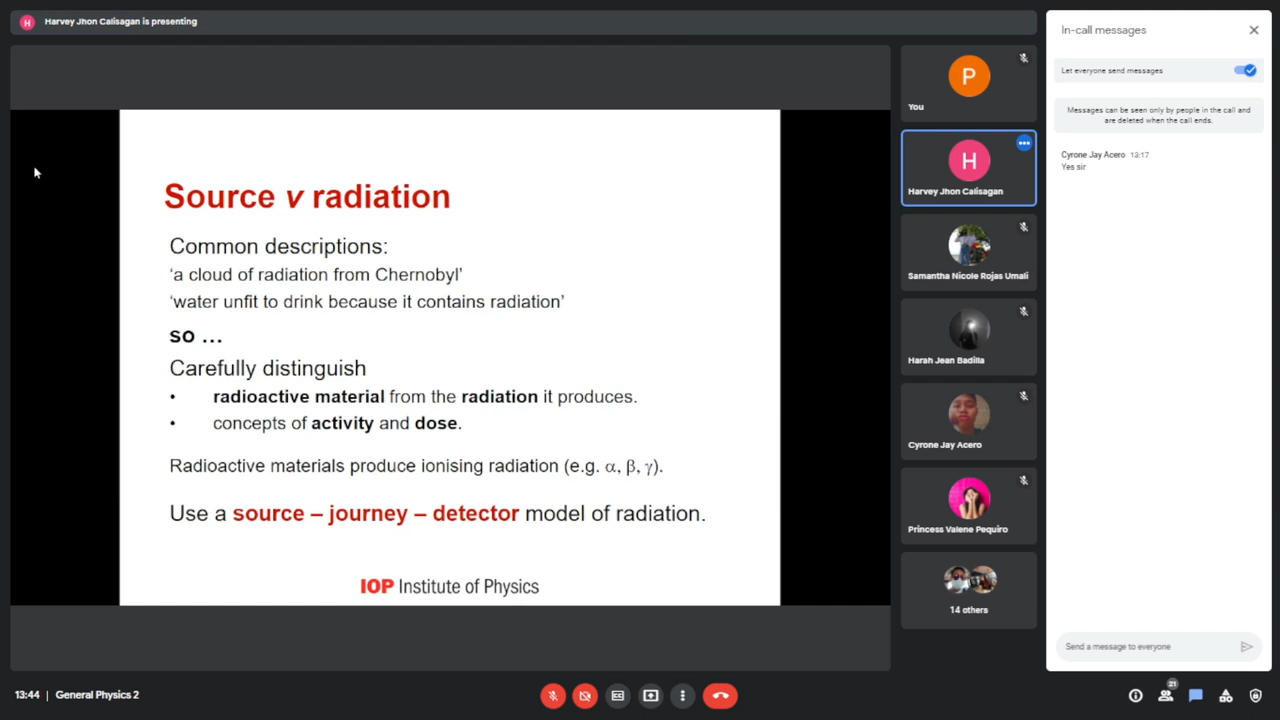 H Harvey Jhon Calisagan is presenting
Source v radiation
Common descriptions:
‘a cloud of radiation from Chernobyl’
‘water unfit to drink because it contains radiation’
so …
Carefully distinguish
• radioactive material from the radiation it produces.
• concepts of activity and dose.
Radioactive materials produce ionising radiation (e.g. α, β, γ).
Use a source – journey – detector model of radiation.
IOP Institute of Physics
P
You
H
Harvey Jhon Calisagan
Samantha Nicole Rojas Umali
Harah Jean Badilla
Cyrone Jay Acero
Princess Valene Pequiro
14 others
In-call messages
Let everyone send messages
Messages can be seen only by people in the call and
are deleted when the call ends.
Cyrone Jay Acero 13:17
Yes sir
Send a message to everyone
13:44 | General Physics 2
21